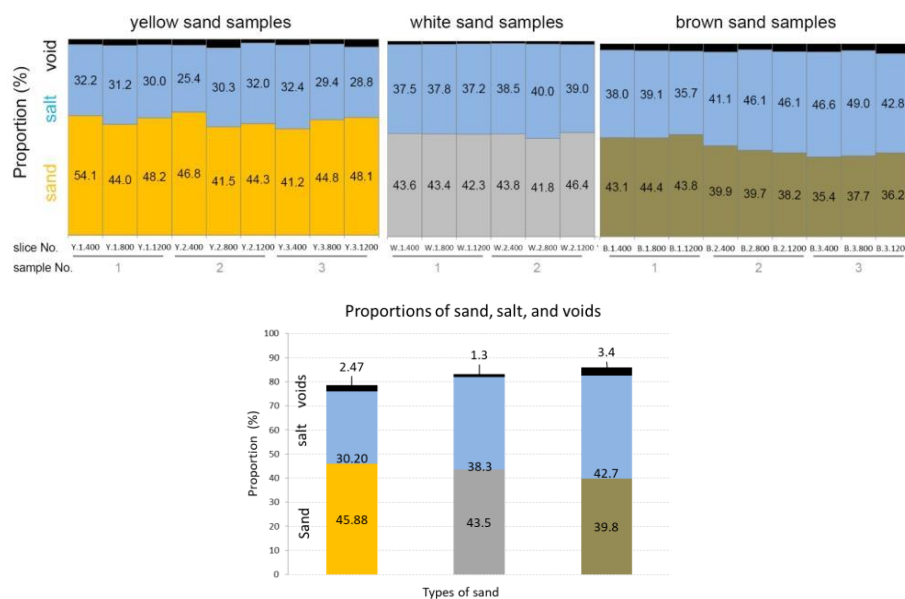 yellow sand samples white sand samples brown sand samples
Proportion (%)
sand salt void
32.2 31.2 30.0 25.4 30.3 32.0 32.4 29.4 28.8 37.5 37.8 37.2 38.5 40.0 39.0 38.0 39.1 35.7 41.1 46.1 46.1 46.6 49.0 42.8
54.1 44.0 48.2 46.8 41.5 44.3 41.2 44.8 48.1 43.6 43.4 42.3 43.8 41.8 46.4 43.1 44.4 43.8 39.9 39.7 38.2 35.4 37.7 36.2
slice No. Y.1.400 Y.1.800 Y.1.1200 Y.2.400 Y.2.800 Y.2.1200 Y.3.400 Y.3.800 Y.3.1200 W.1.400 W.1.800 W.1.1200 W.2.400 W.2.800 W.2.1200 B.1.400 B.1.800 B.1.1200 B.2.400 B.2.800 B.2.1200 B.3.400 B.3.800 B.3.1200
sample No. 1 2 3 1 2 1 2 3
Proportions of sand, salt, and voids
Proportion (%)
100
90
80
70
60
50
40
30
20
10
0
Sand salt voids
2.47 1.3 3.4
30.20 38.3 42.7
45.88 43.5 39.8
Types of sand